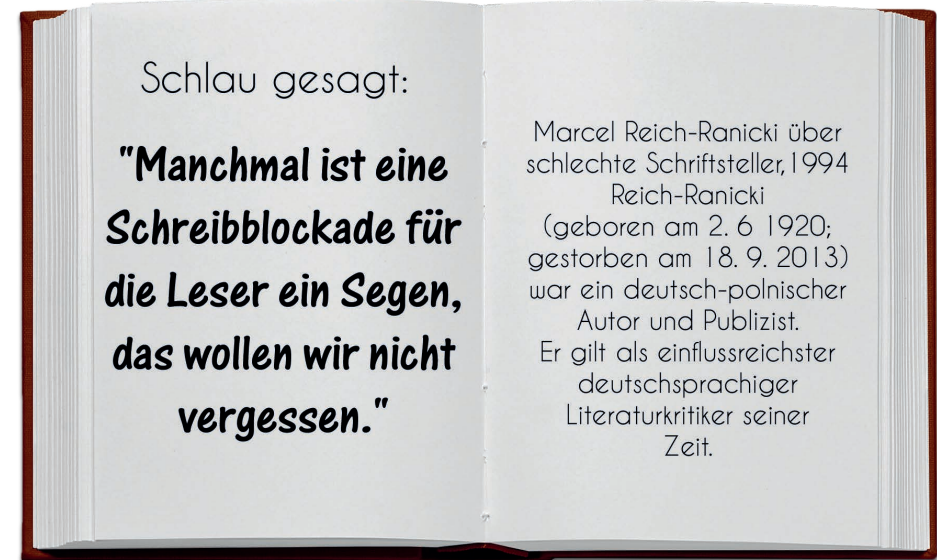 Schlau gesagt:
"Manchmal ist eine
Schreibblockade für
die Leser ein Segen,
das wollen wir nicht
vergessen."
Marcel Reich-Ranicki über
schlechte Schriftsteller,1994
Reich-Ranicki
(geboren am 2. 6 1920;
gestorben am 18. 9. 2013)
war ein deutsch-polnischer
Autor und Publizist.
Er gilt als einflussreichster
deutschsprachiger
Literaturkritiker seiner
Zeit.